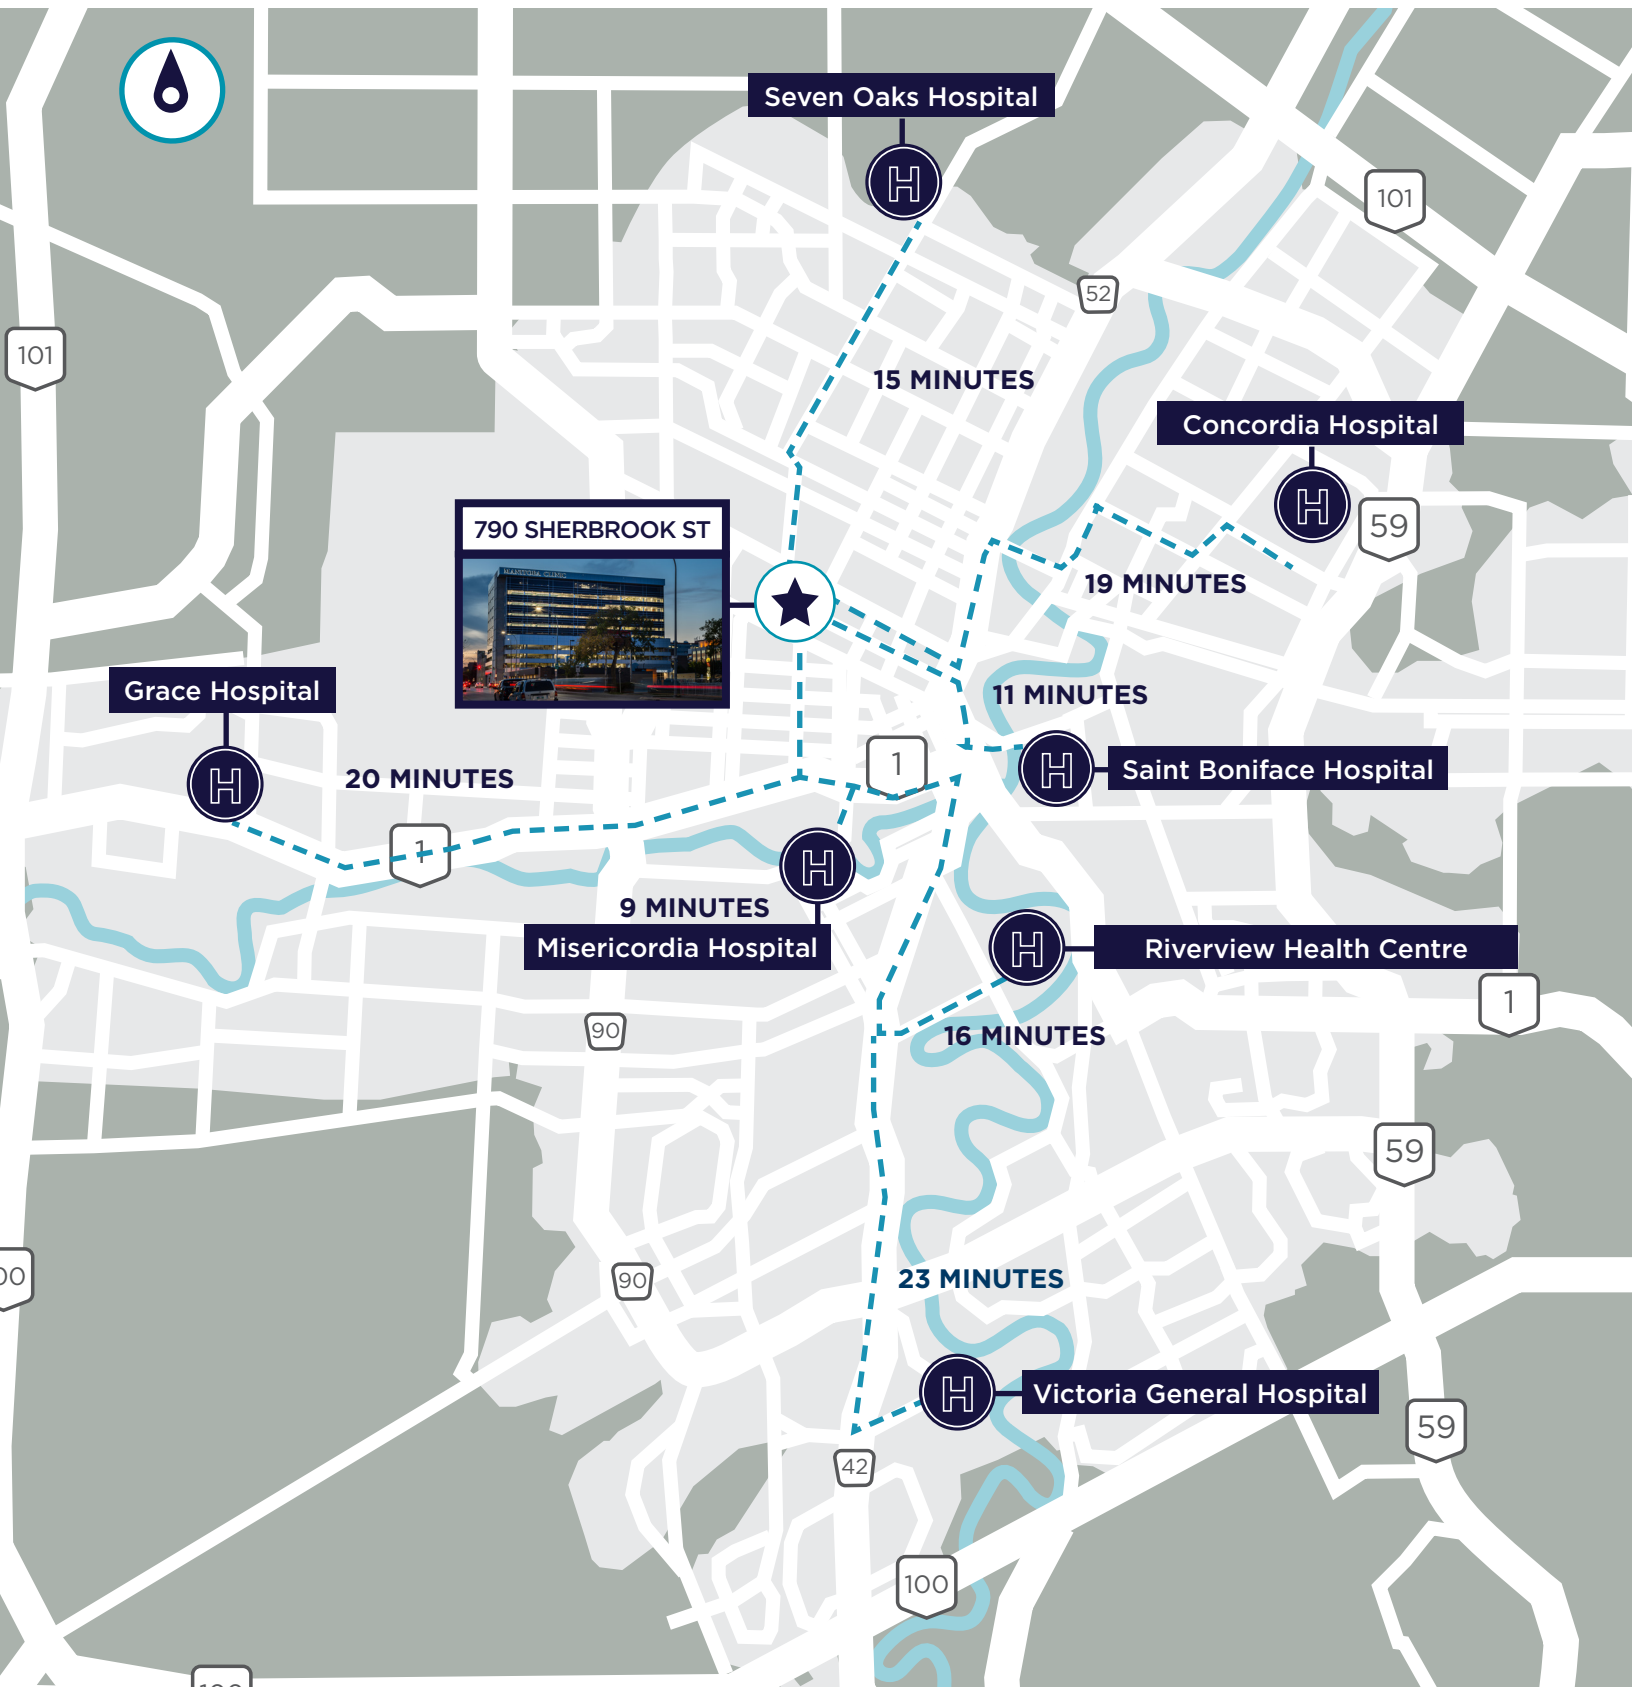 Seven Oaks Hospital
H
101
52
101
15 MINUTES
Concordia Hospital
H
59
790 SHERBROOK ST
MANITOBA CLINIC
19 MINUTES
Grace Hospital
11 MINUTES
H
20 MINUTES
1
H
Saint Boniface Hospital
1
H
9 MINUTES
Misericordia Hospital
H
Riverview Health Centre
1
90
16 MINUTES
59
90
23 MINUTES
H
Victoria General Hospital
59
42
100